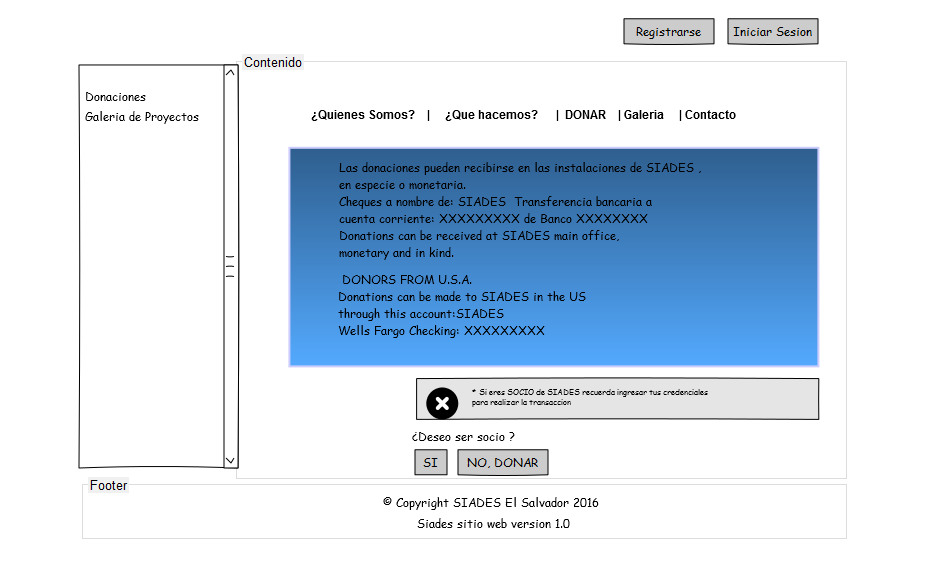 Registrarse
Iniciar Sesion
Contenido
Donaciones
Galeria de Proyectos
¿Quienes Somos? | ¿Que hacemos? | DONAR | Galeria | Contacto
Las donaciones pueden recibirse en las instalaciones de SIADES ,
en especie o monetaria.
Cheques a nombre de: SIADES Transferencia bancaria a
cuenta corriente: XXXXXXXXX de Banco XXXXXXXX
Donations can be received at SIADES main office,
monetary and in kind.
DONORS FROM U.S.A.
Donations can be made to SIADES in the US
through this account:SIADES
Wells Fargo Checking: XXXXXXXXX
* Si eres SOCIO de SIADES recuerda ingresar tus credenciales
para realizar la transaccion
¿Deseo ser socio ?
SI
NO, DONAR
Footer
© Copyright SIADES El Salvador 2016
Siades sitio web version 1.0